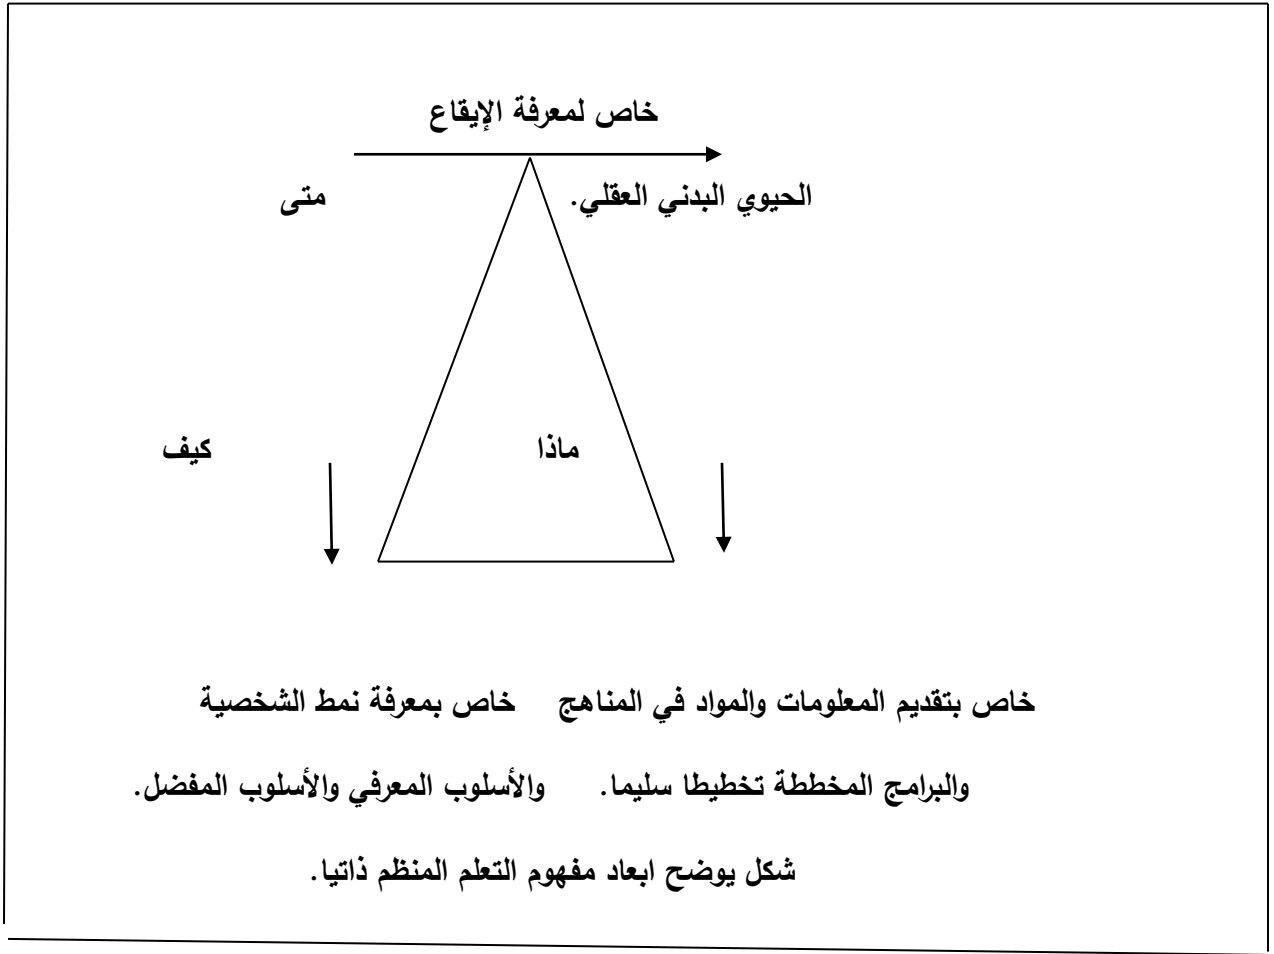 خاص لمعرفة الإيقاع
الحيوي البدني العقلي. متى
ماذا كيف
خاص بتقديم المعلومات والمواد في المناهج خاص بمعرفة نمط الشخصية
والبرامج المخططة تخطيطا سليما. والأسلوب المعرفي والأسلوب المفضل.
شكل يوضح ابعاد مفهوم التعلم المنظم ذاتيا.